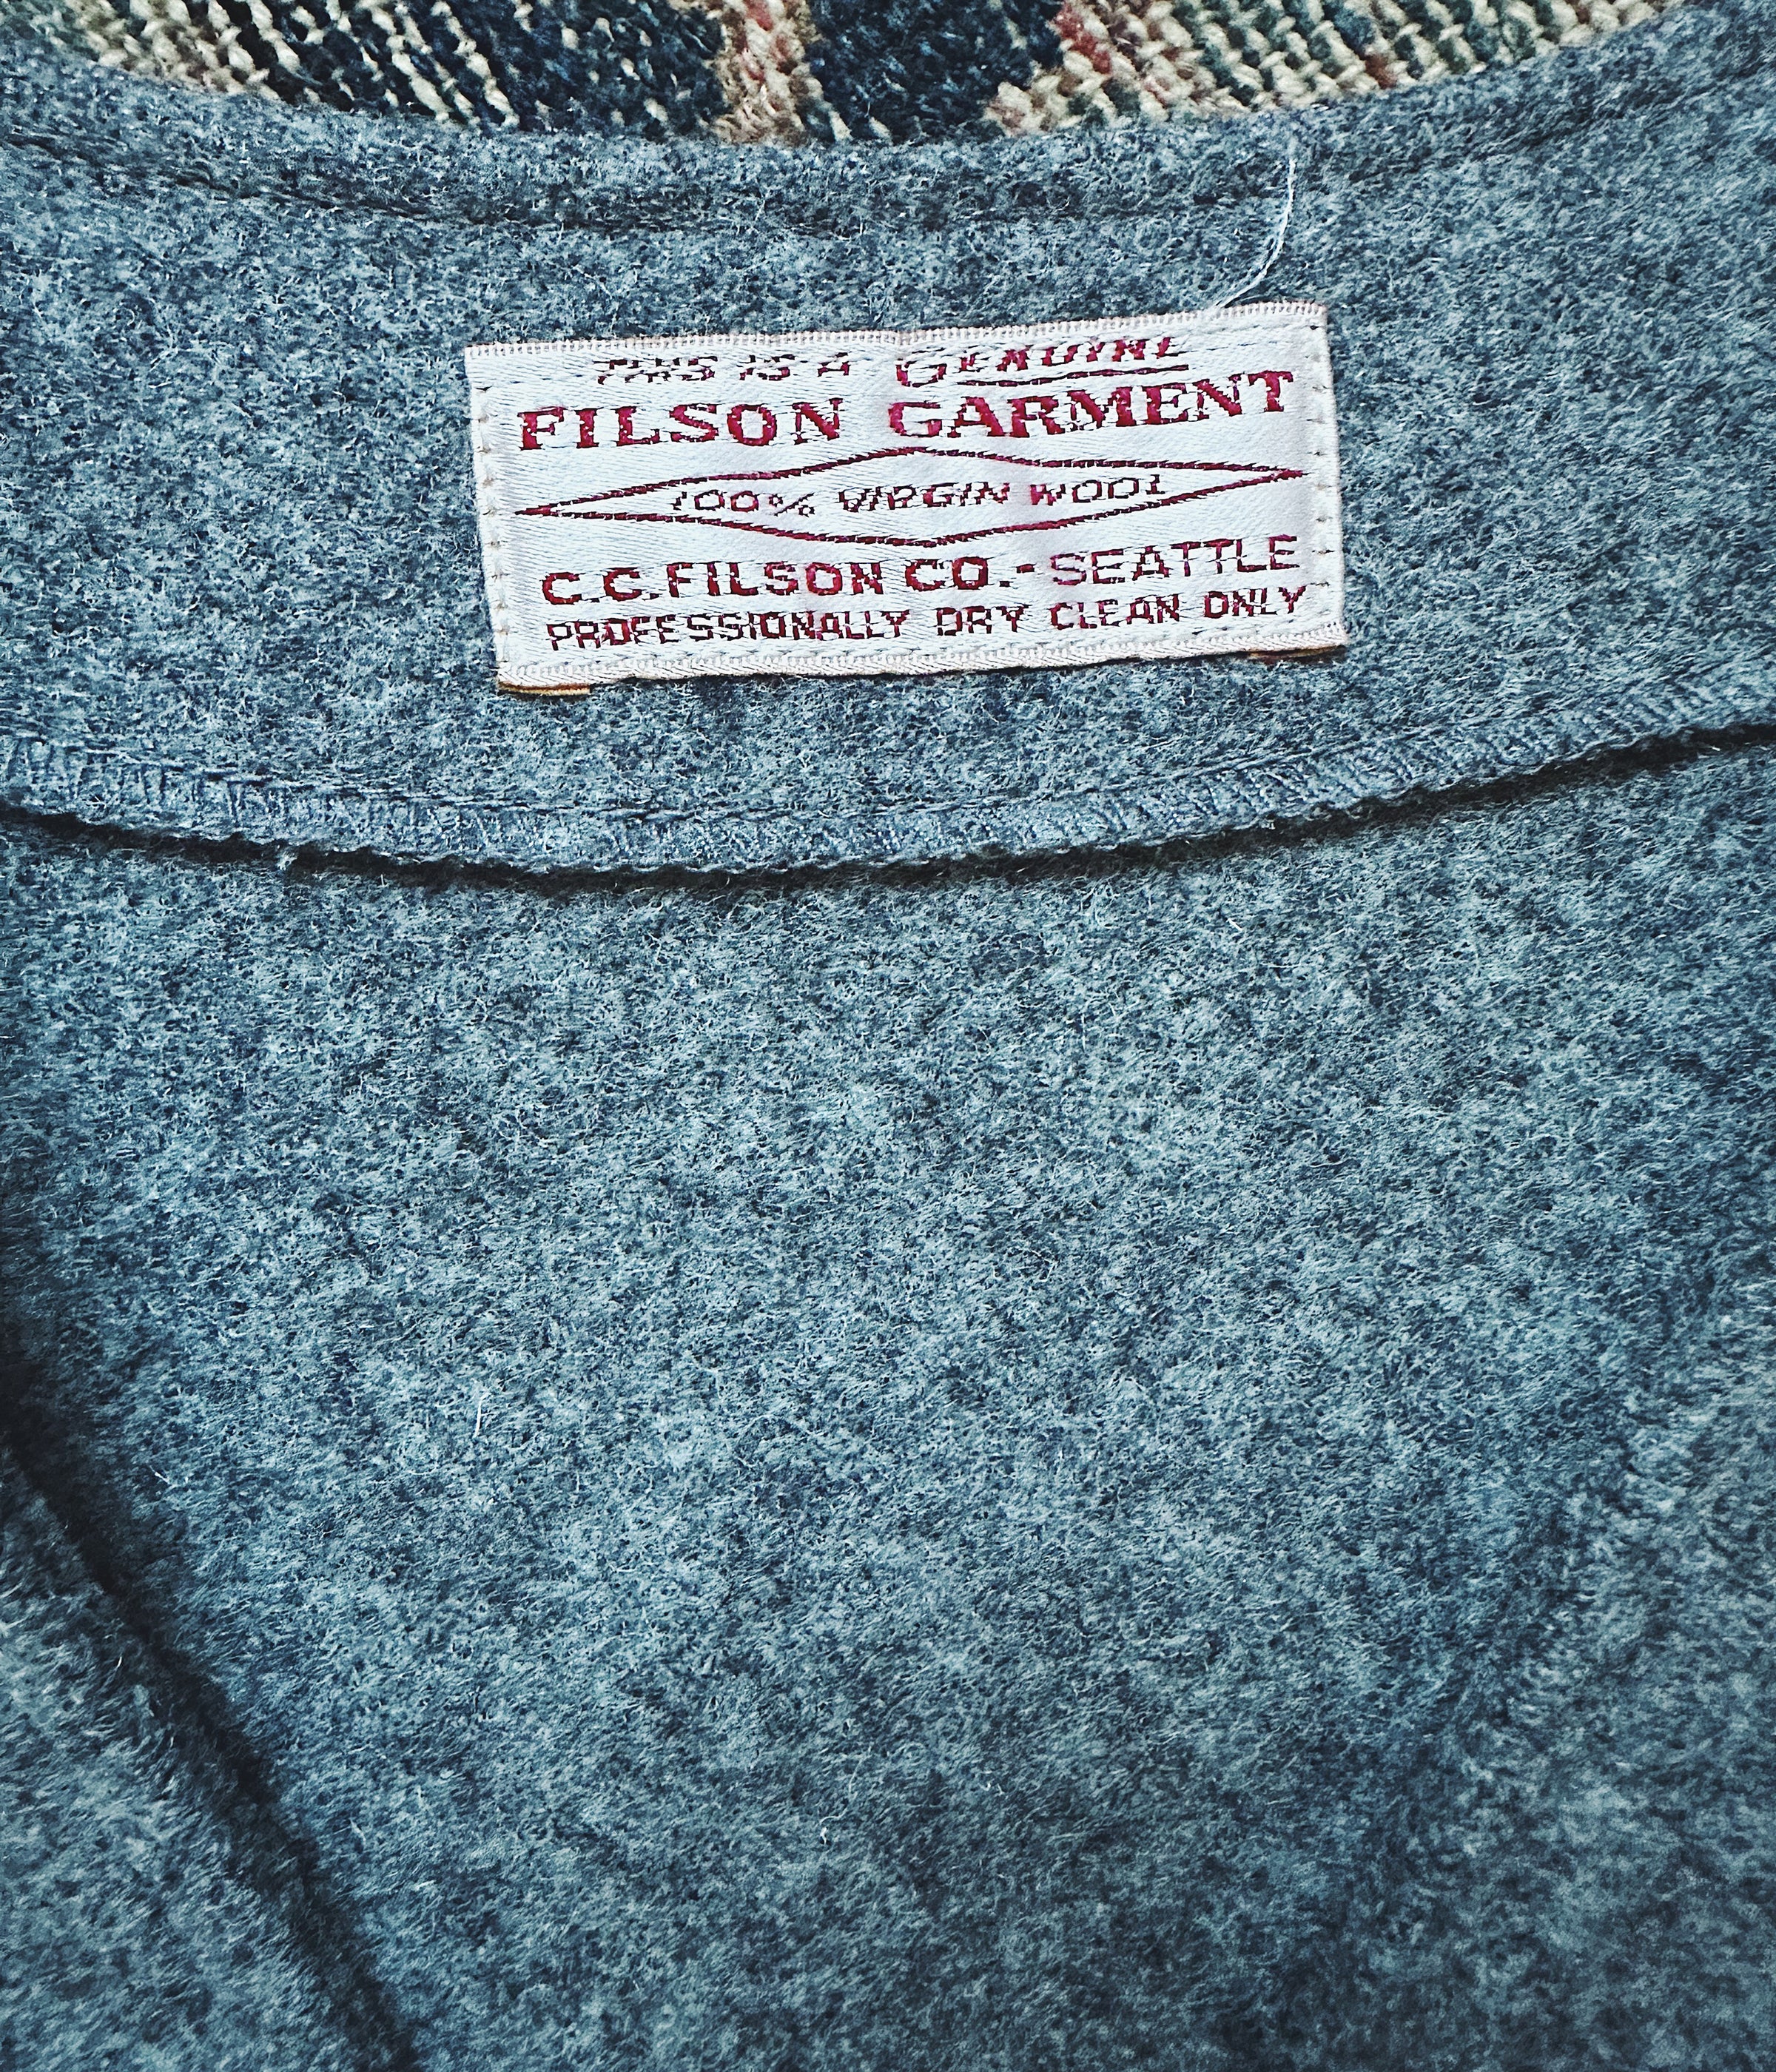 THIS IS A GENUINE
FILSON GARMENT
100% VIRGIN WOOL
C.C. FILSON CO. - SEATTLE
PROFESSIONALLY DRY CLEAN ONLY